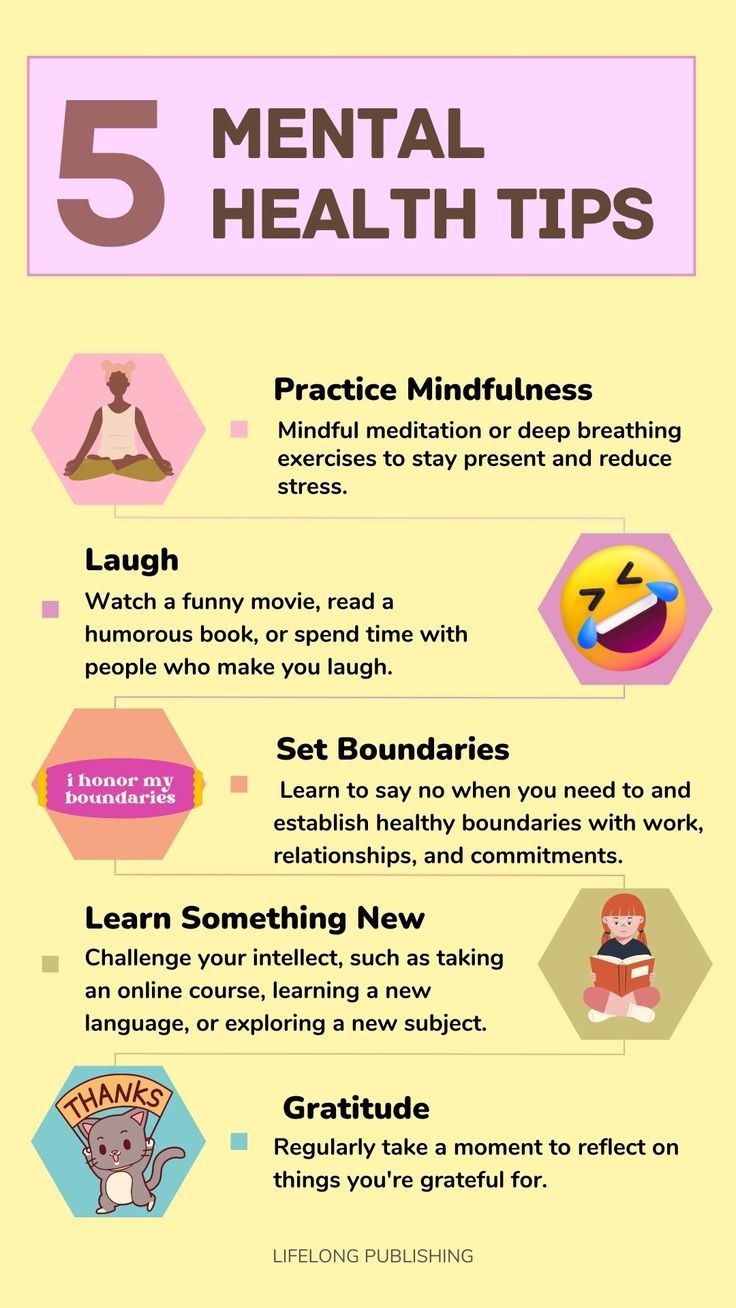 5 MENTAL
HEALTH TIPS
Practice Mindfulness
Mindful meditation or deep breathing
exercises to stay present and reduce
stress.
Laugh
Watch a funny movie, read a
humorous book, or spend time with
people who make you laugh.
i honor my
boundaries
Set Boundaries
Learn to say no when you need to and
establish healthy boundaries with work,
relationships, and commitments.
Learn Something New
Challenge your intellect, such as taking
an online course, learning a new
language, or exploring a new subject.
THANKS
Gratitude
Regularly take a moment to reflect on
things you're grateful for.
LIFELONG PUBLISHING